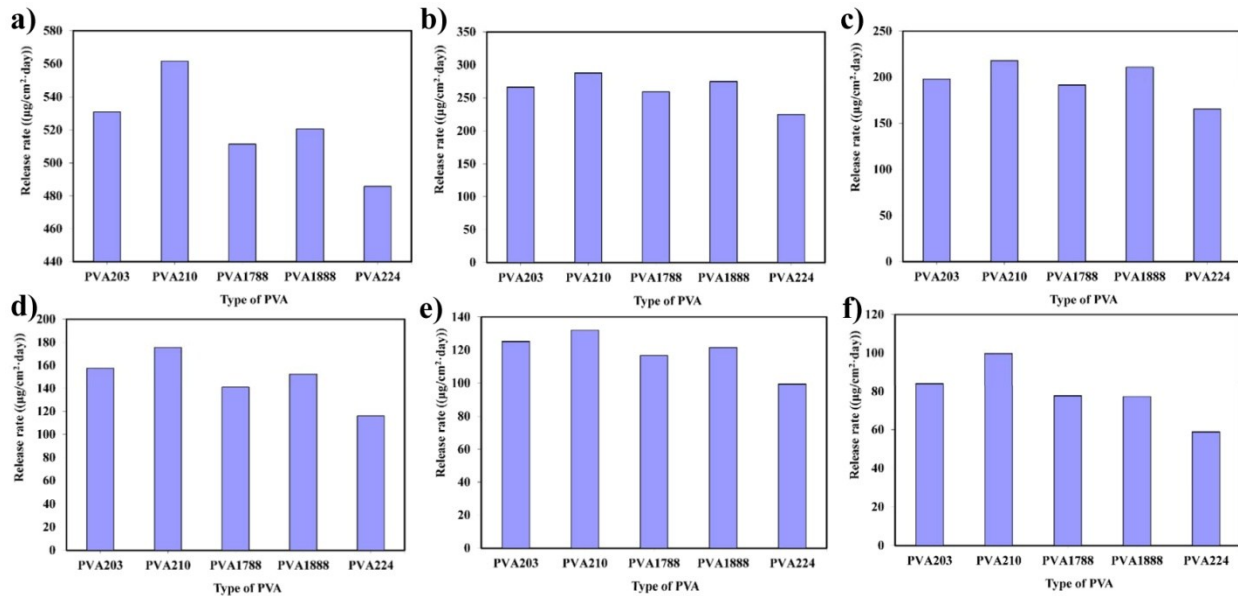 a)
Release rate ((μg/cm²·day))
580
560
540
520
500
480
460
440
PVA203 PVA210 PVA1788 PVA1888 PVA224
Type of PVA
b)
Release rate ((μg/cm²·day))
350
300
250
200
150
100
50
0
PVA203 PVA210 PVA1788 PVA1888 PVA224
Type of PVA
c)
Release rate ((μg/cm²·day))
250
200
150
100
50
0
PVA203 PVA210 PVA1788 PVA1888 PVA224
Type of PVA
d)
Release rate ((μg/cm²·day))
200
180
160
140
120
100
80
60
40
20
0
PVA203 PVA210 PVA1788 PVA1888 PVA224
Type of PVA
e)
Release rate ((μg/cm²·day))
140
120
100
80
60
40
20
0
PVA203 PVA210 PVA1788 PVA1888 PVA224
Type of PVA
f)
Release rate ((μg/cm²·day))
120
100
80
60
40
20
0
PVA203 PVA210 PVA1788 PVA1888 PVA224
Type of PVA